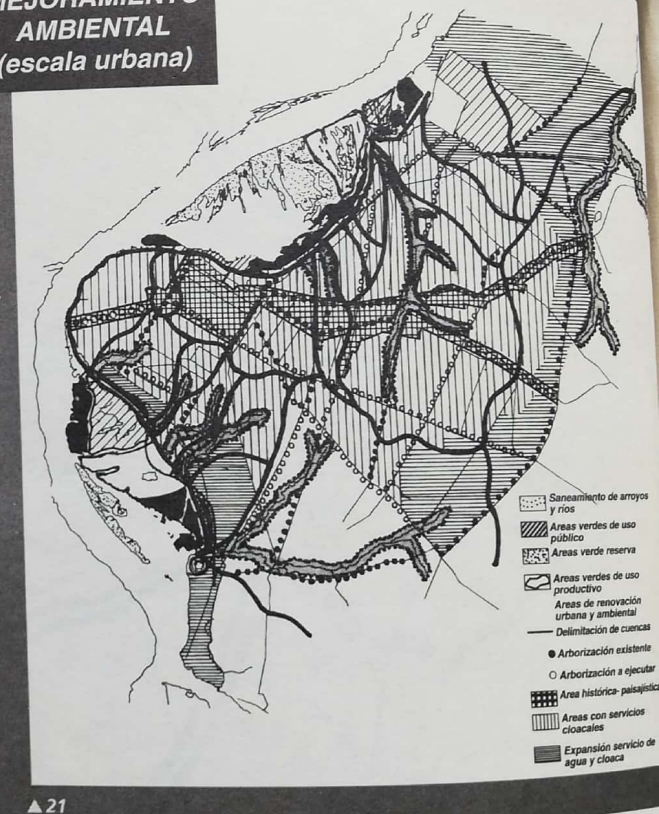 MEJORAMIENTO
AMBIENTAL
(escala urbana)
Saneamiento de arroyos
y ríos
Areas verdes de uso
público
Areas verde reserva
Areas verdes de uso
productivo
Areas de renovación
urbana y ambiental
Delimitación de cuencas
Arborización existente
Arborización a ejecutar
Area histórica- paisajística
Areas con servicios
cloacales
Expansión servicio de
agua y cloaca
▲21